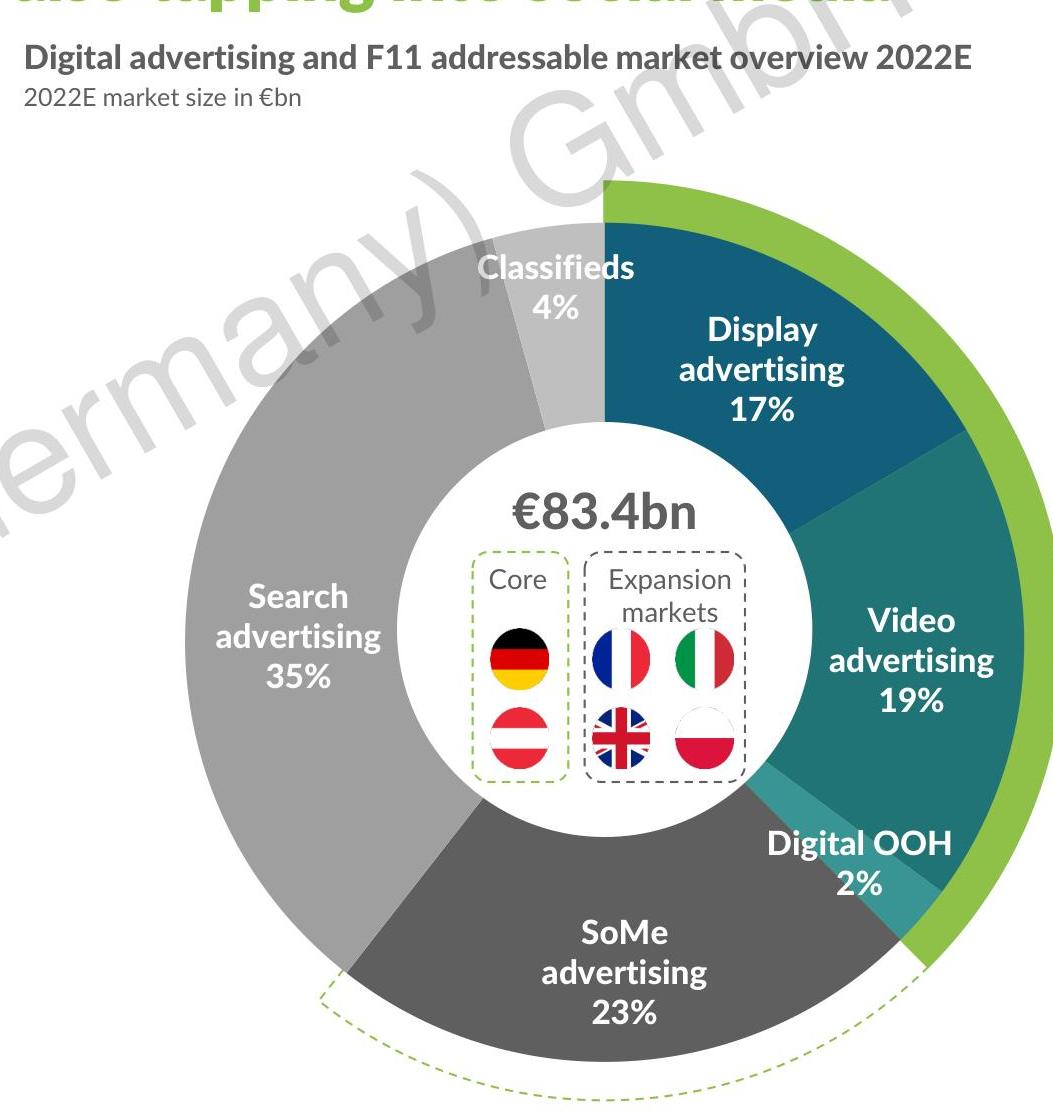 Digital advertising and F11 addressable market overview 2022E
2022E market size in €bn
Classifieds
4%
Display
advertising
17%
€83.4bn
Core
Expansion
markets
Search
advertising
35%
Video
advertising
19%
Digital OOH
2%
SoMe
advertising
23%
ermany) GmbH